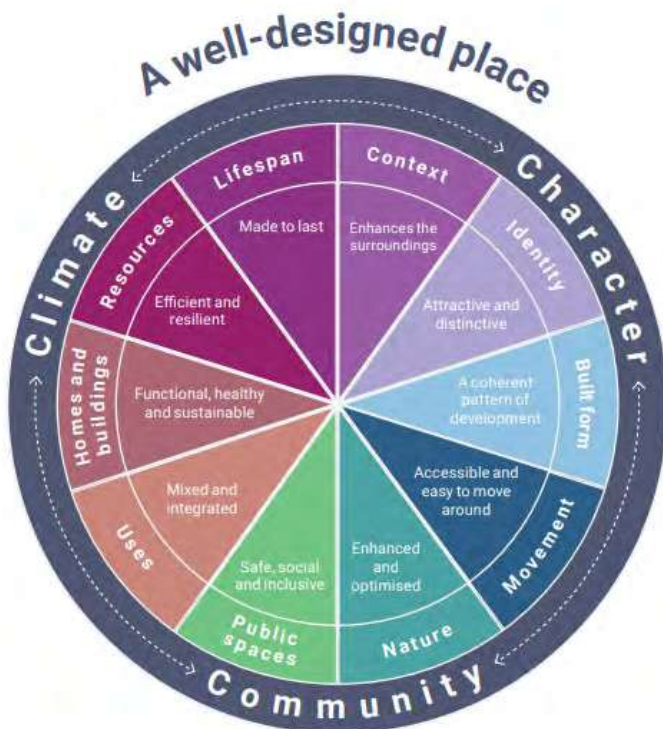 A well-designed place
Climate
Character
Community
Context
Enhances the
surroundings
Identity
Attractive and
distinctive
Built form
A coherent
pattern of
development
Movement
Accessible and
easy to move
around
Nature
Enhanced
and
optimised
Public
spaces
Safe, social
and inclusive
Uses
Mixed and
integrated
Homes and
buildings
Functional, healthy
and sustainable
Resources
Efficient and
resilient
Lifespan
Made to last